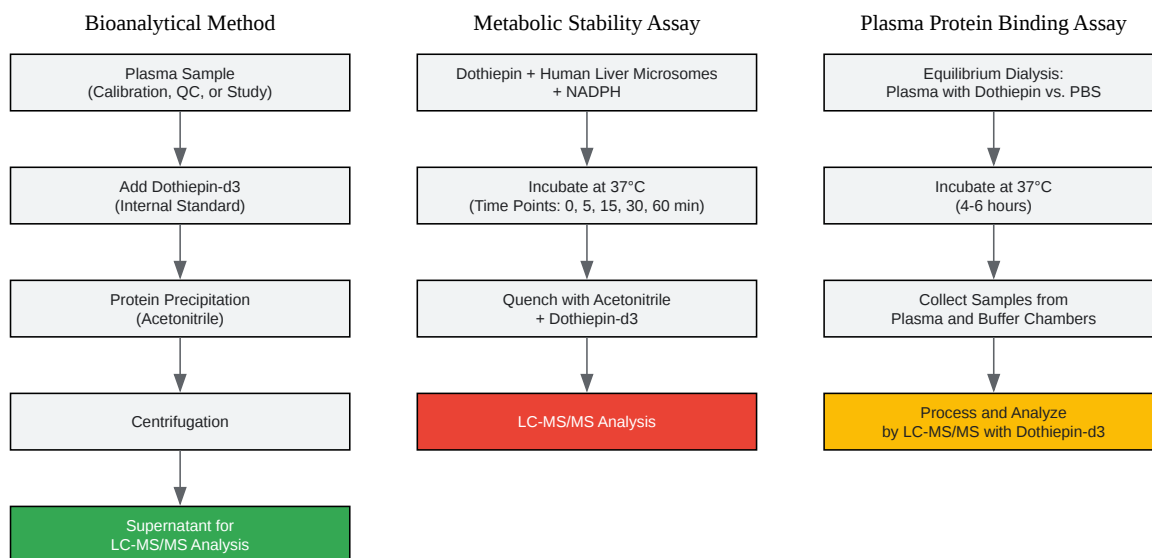 Bioanalytical Method
Plasma Sample
(Calibration, QC, or Study)
Add Dothiepin-d3
(Internal Standard)
Protein Precipitation
(Acetonitrile)
Centrifugation
Supernatant for
LC-MS/MS Analysis
Metabolic Stability Assay
Dothiepin + Human Liver Microsomes
+ NADPH
Incubate at 37°C
(Time Points: 0, 5, 15, 30, 60 min)
Quench with Acetonitrile
+ Dothiepin-d3
LC-MS/MS Analysis
Plasma Protein Binding Assay
Equilibrium Dialysis:
Plasma with Dothiepin vs. PBS
Incubate at 37°C
(4-6 hours)
Collect Samples from
Plasma and Buffer Chambers
Process and Analyze
by LC-MS/MS with Dothiepin-d3